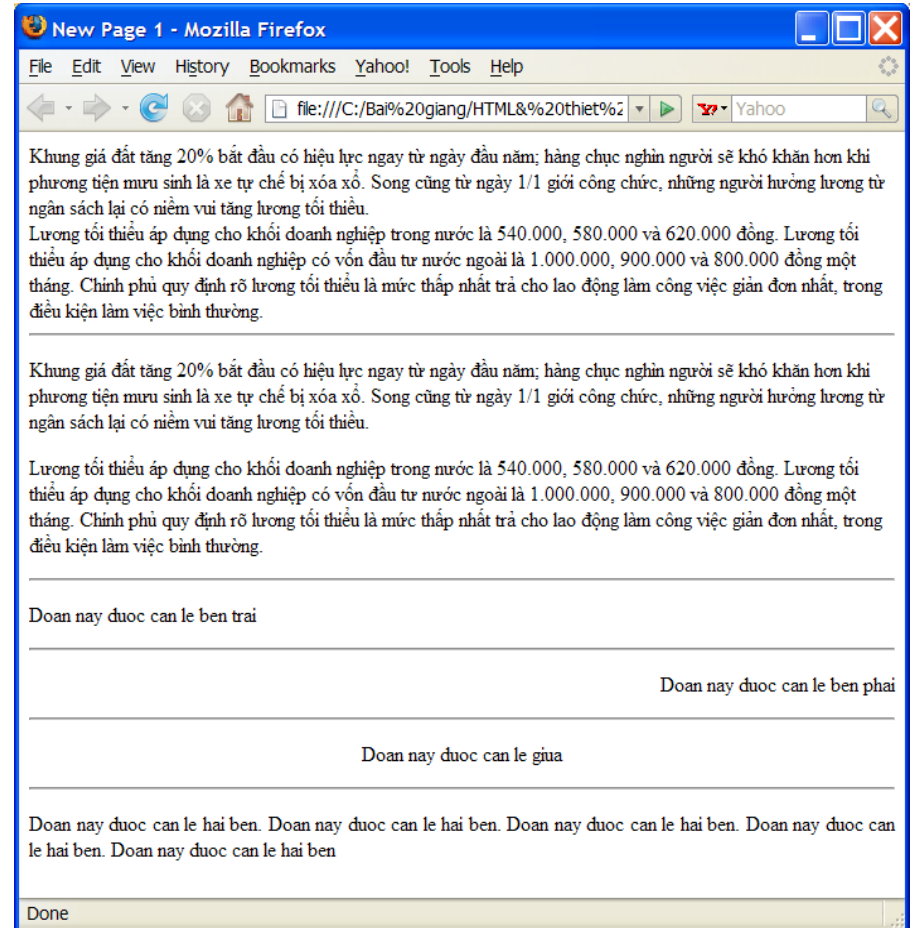 New Page 1 - Mozilla Firefox
File Edit View History Bookmarks Yahoo! Tools Help
file:///C:/Bai%20giang/HTML&%20thiet%2 Y! Yahoo
Khung giá đất tăng 20% bắt đầu có hiệu lực ngay từ ngày đầu năm; hàng chục nghìn người sẽ khó khăn hơn khi
phương tiện mưu sinh là xe tự chế bị xóa xổ. Song cũng từ ngày 1/1 giới công chức, những người hưởng lương từ
ngân sách lại có niềm vui tăng lương tối thiểu.
Lương tối thiểu áp dụng cho khối doanh nghiệp trong nước là 540.000, 580.000 và 620.000 đồng. Lương tối
thiểu áp dụng cho khối doanh nghiệp có vốn đầu tư nước ngoài là 1.000.000, 900.000 và 800.000 đồng một
tháng. Chính phủ quy định rõ lương tối thiểu là mức thấp nhất trả cho lao động làm công việc giản đơn nhất, trong
điều kiện làm việc bình thường.
Khung giá đất tăng 20% bắt đầu có hiệu lực ngay từ ngày đầu năm; hàng chục nghìn người sẽ khó khăn hơn khi
phương tiện mưu sinh là xe tự chế bị xóa xổ. Song cũng từ ngày 1/1 giới công chức, những người hưởng lương từ
ngân sách lại có niềm vui tăng lương tối thiểu.
Lương tối thiểu áp dụng cho khối doanh nghiệp trong nước là 540.000, 580.000 và 620.000 đồng. Lương tối
thiểu áp dụng cho khối doanh nghiệp có vốn đầu tư nước ngoài là 1.000.000, 900.000 và 800.000 đồng một
tháng. Chính phủ quy định rõ lương tối thiểu là mức thấp nhất trả cho lao động làm công việc giản đơn nhất, trong
điều kiện làm việc bình thường.
Doan nay đuoc can le ben trai
Doan nay đuoc can le ben phai
Doan nay đuoc can le giua
Doan nay đuoc can le hai ben. Doan nay đuoc can le hai ben. Doan nay đuoc can le hai ben. Doan nay đuoc can
le hai ben. Doan nay đuoc can le hai ben
Done